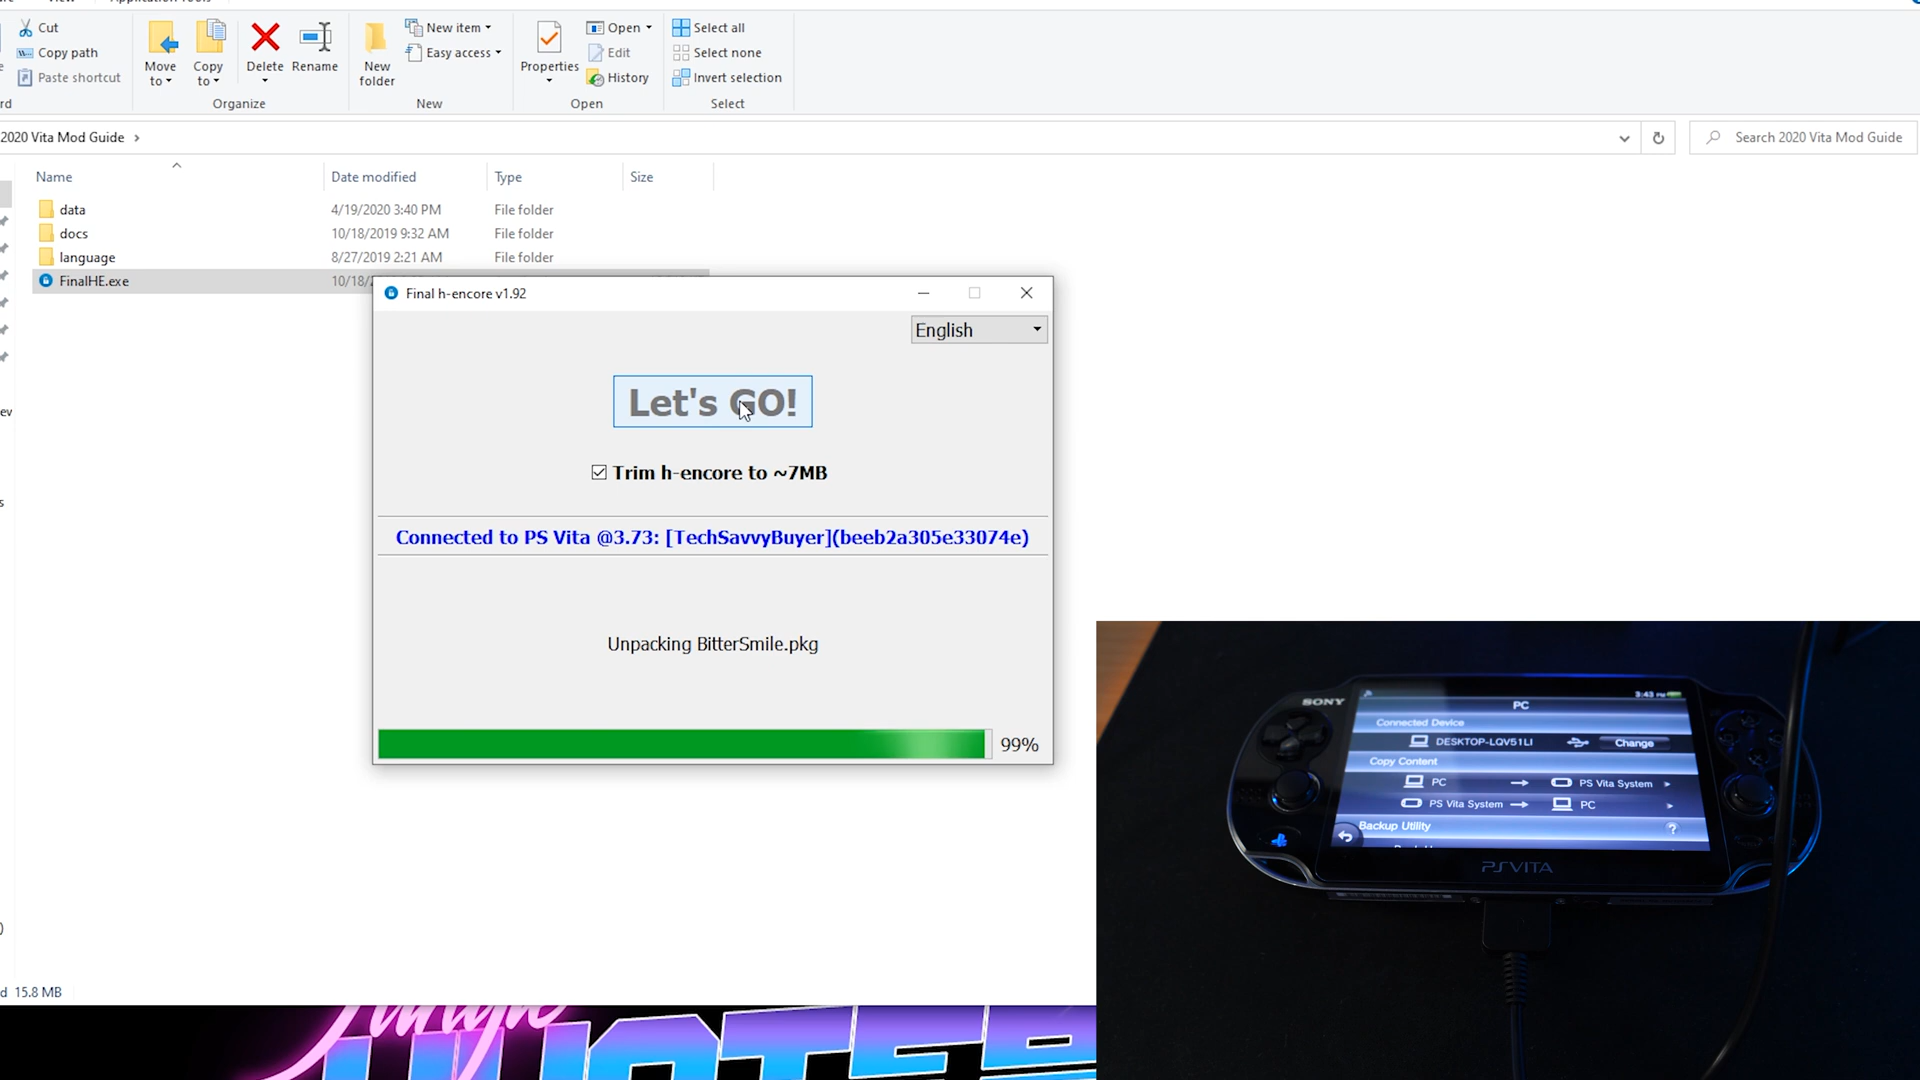 Cut
Copy path
Paste shortcut
Move to
Copy to
Delete
Rename
Organize
New folder
New item
Easy access
New
Properties
Open
Edit
History
Open
Select all
Select none
Invert selection
Select
2020 Vita Mod Guide
Search 2020 Vita Mod Guide
Name Date modified Type Size
data 4/19/2020 3:40 PM File folder
docs 10/18/2019 9:32 AM File folder
language 8/27/2019 2:21 AM File folder
FinalHE.exe 10/18/
Final h-encore v1.92
English
Let's GO!
Trim h-encore to ~7MB
Connected to PS Vita @3.73: [TechSavvyBuyer](beeb2a305e33074e)
Unpacking BitterSmile.pkg
99%
15.8 MB
SONY
3:43 PM
PC
Connected Device
DESKTOP-LQV51LI Change
Copy Content
PC PS Vita System
PS Vita System PC
Backup Utility
PSVITA